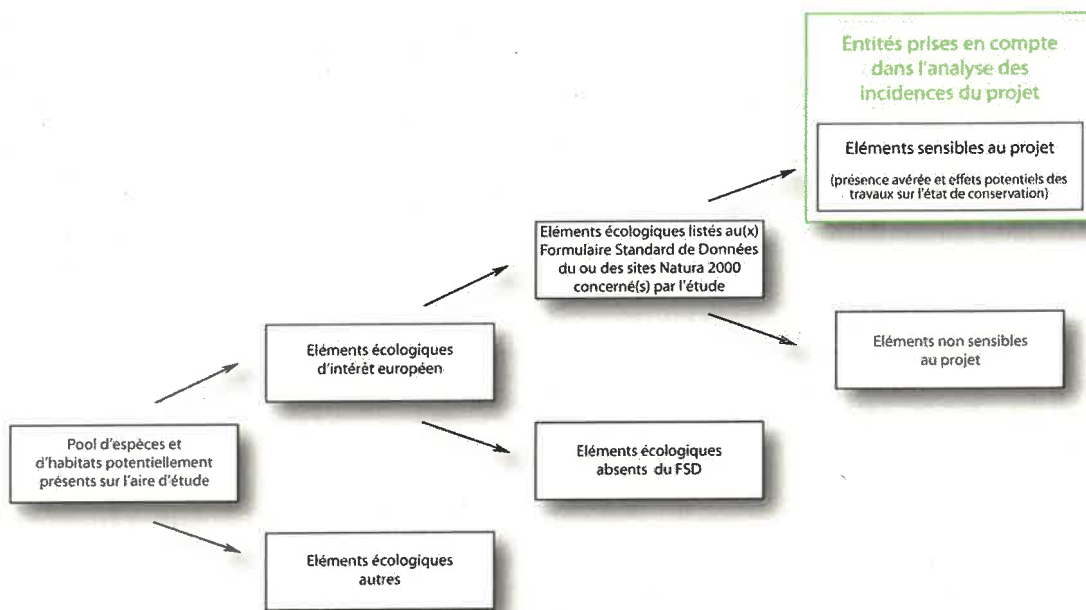 Entités prises en compte
dans l'analyse des
incidences du projet
Eléments sensibles au projet
(présence avérée et effets potentiels des
travaux sur l'état de conservation)
Eléments écologiques listés au(x)
Formulaire Standard de Données
du ou des sites Natura 2000
concerné(s) par l'étude
Eléments écologiques
d'intérêt européen
Eléments non sensibles
au projet
Pool d'espèces et
d'habitats potentiellement
présents sur l'aire d'étude
Eléments écologiques
absents du FSD
Eléments écologiques
autres